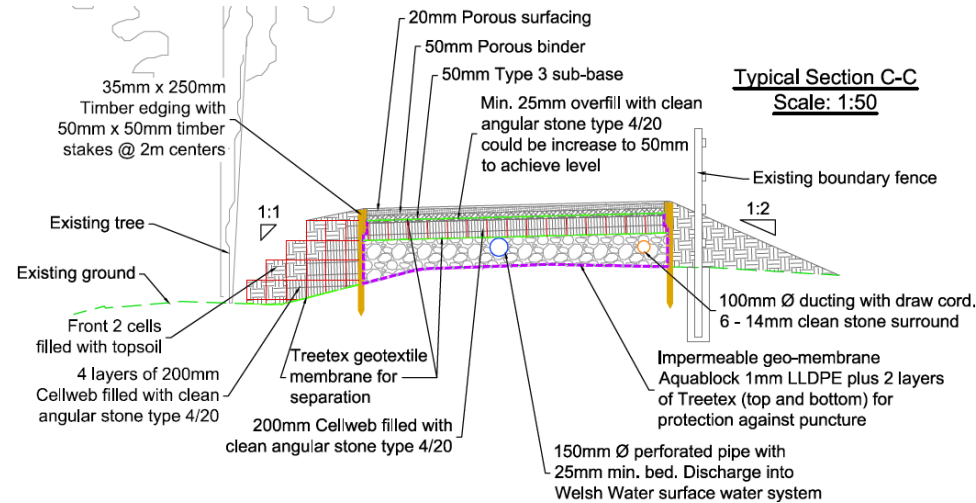 20mm Porous surfacing
50mm Porous binder
50mm Type 3 sub-base
Min. 25mm overfill with clean
angular stone type 4/20
could be increase to 50mm
to achieve level
Typical Section C-C
Scale: 1:50
35mm x 250mm
Timber edging with
50mm x 50mm timber
stakes @ 2m centers
Existing boundary fence
1:1
1:2
Existing tree
Existing ground
Front 2 cells
filled with topsoil
4 layers of 200mm
Cellweb filled with clean
angular stone type 4/20
Treetex geotextile
membrane for
separation
200mm Cellweb filled with
clean angular stone type 4/20
100mm Ø ducting with draw cord.
6 - 14mm clean stone surround
Impermeable geo-membrane
Aquablock 1mm LLDPE plus 2 layers
of Treetex (top and bottom) for
protection against puncture
150mm Ø perforated pipe with
25mm min. bed. Discharge into
Welsh Water surface water system